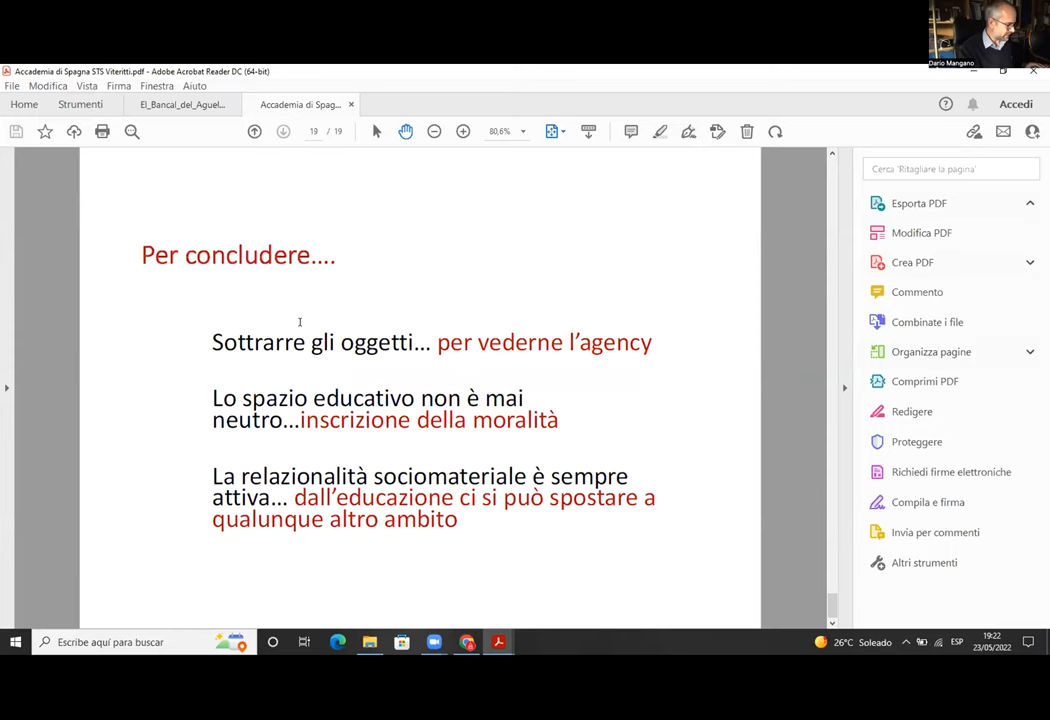 Dario Mangano
Accademia di Spagna STS Viteritti.pdf - Adobe Acrobat Reader DC (64-bit)
File Modifica Vista Firma Finestra Aiuto
Home Strumenti El_Bancal_del_Aguel... Accademia di Spag... × Accedi
19 / 19 80,6%
Cerca 'Ritagliare la pagina'
Esporta PDF
Modifica PDF
Crea PDF
Commento
Combinate i file
Organizza pagine
Comprimi PDF
Redigere
Proteggere
Richiedi firme elettroniche
Compila e firma
Invia per commenti
Altri strumenti
Per concludere....
Sottrarre gli oggetti... per vederne l'agency
Lo spazio educativo non è mai
neutro...inscrizione della moralità
La relazionalità sociomateriale è sempre
attiva... dall'educazione ci si può spostare a
qualunque altro ambito
Escribe aquí para buscar
26°C Soleado ESP
19:22
23/05/2022